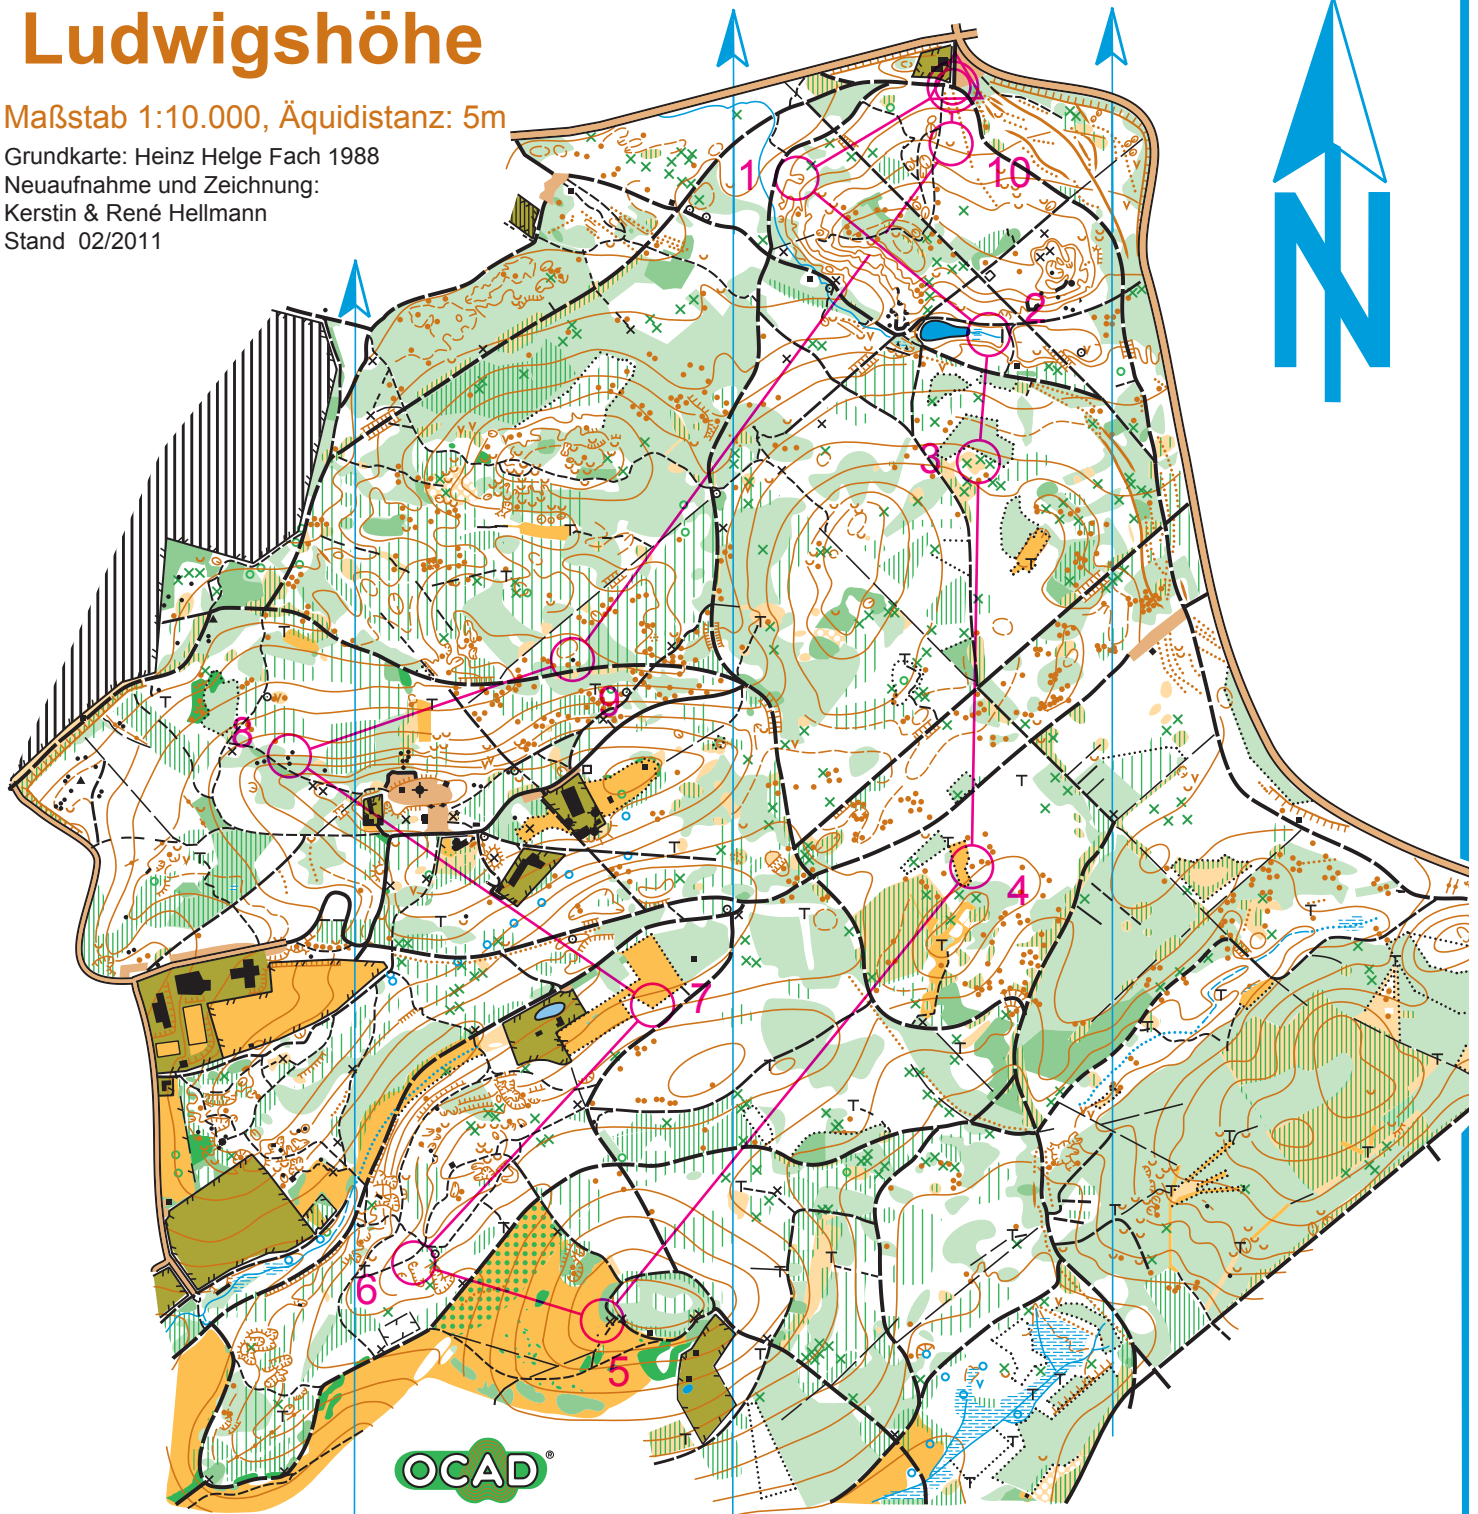 Ludwigshöhe
Maßstab 1:10.000, Äquidistanz: 5m
Grundkarte: Heinz Helge Fach 1988
Neuaufnahme und Zeichnung:
Kerstin & René Hellmann
Stand 02/2011
N
1
10
2
3
9
8
4
7
6
5
OCAD®